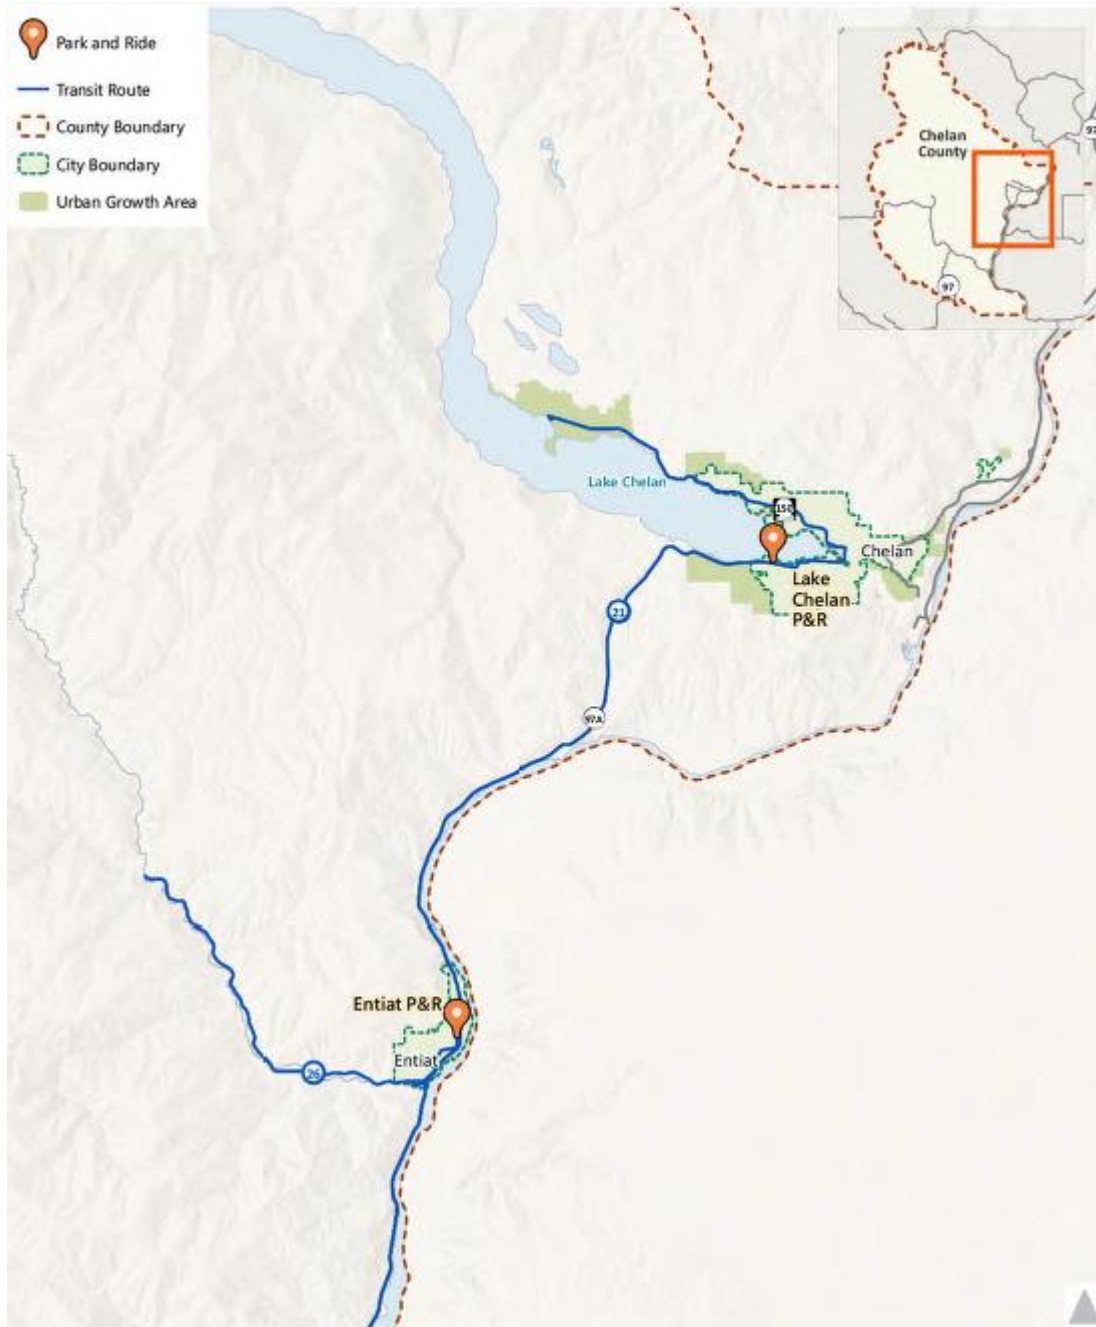 Park and Ride
Transit Route
County Boundary
City Boundary
Urban Growth Area
Chelan
County
97
97
Lake Chelan
150
Chelan
Lake
Chelan
P&R
21
97A
Entiat P&R
Entiat
26